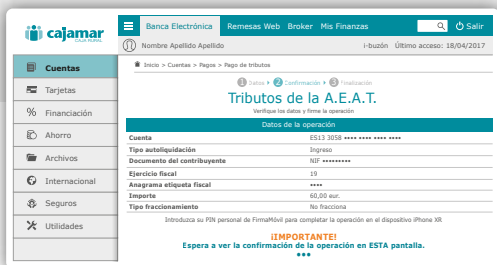 cajamar
CAJA RURAL
Banca Electrónica Remesas Web Broker Mis Finanzas Salir
Nombre Apellido Apellido i-buzón Último acceso: 18/04/2017
Cuentas
Tarjetas
Financiación
Ahorro
Archivos
Internacional
Seguros
Utilidades
Inicio > Cuentas > Pagos > Pago de tributos
1 Datos 2 Confirmación 3 Finalización
Tributos de la A.E.A.T.
Verifique los datos y firme la operación
Datos de la operación
Cuenta ES13 3058 •••• •••• •••• ••••
Tipo autoliquidación Ingreso
Documento del contribuyente NIF •••••••••
Ejercicio fiscal 19
Anagrama etiqueta fiscal ••••
Importe 60,00 eur.
Tipo fraccionamiento No fracciona
Introduzca su PIN personal de FirmaMóvil para completar la operación en el dispositivo iPhone XR
¡IMPORTANTE!
Espera a ver la confirmación de la operación en ESTA pantalla.
•••